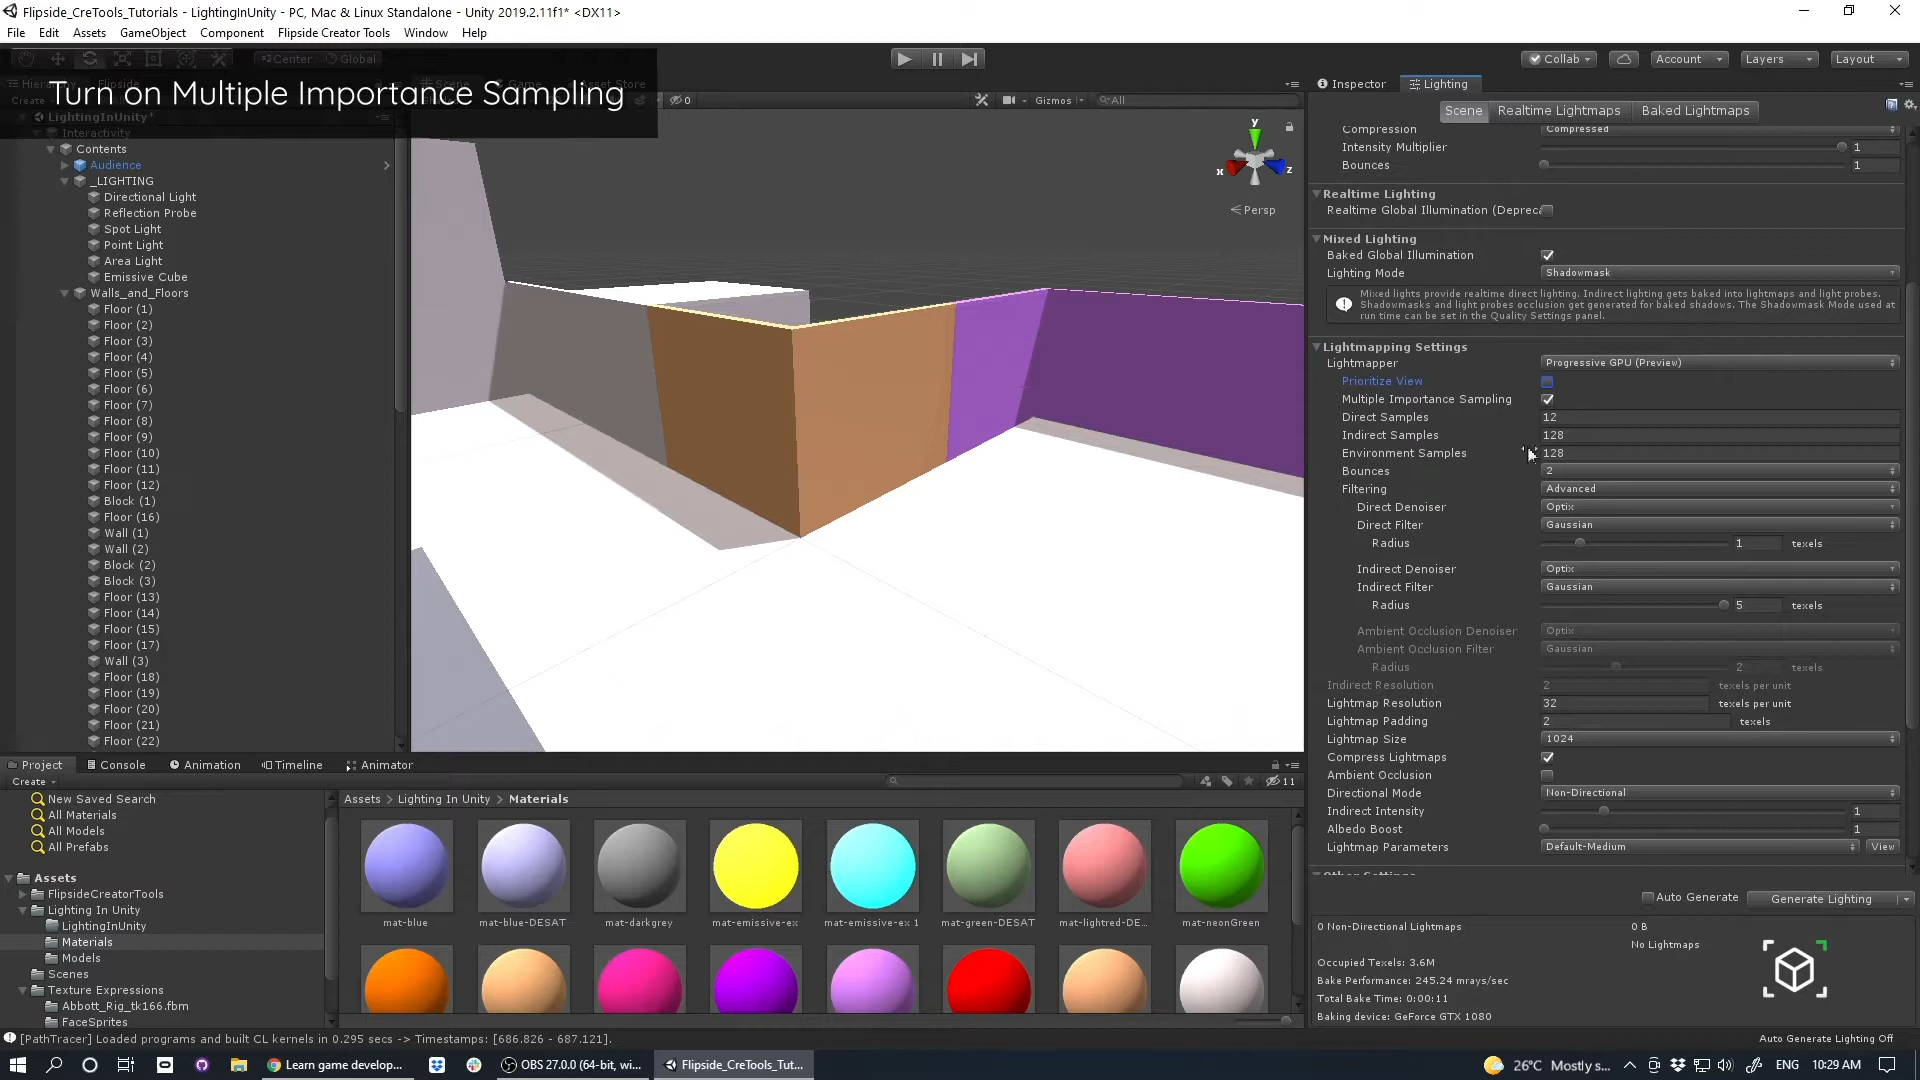 Flipside_CreTools_Tutorials - LightingInUnity - PC, Mac & Linux Standalone - Unity 2019.2.11f1* <DX11>
File Edit Assets GameObject Component Flipside Creator Tools Window Help
Center Global
Collab Account Layers Layout
Turn on Multiple Importance Sampling
Inspector Lighting
0 Gizmos All
Scene Realtime Lightmaps Baked Lightmaps
LightingInUnity*
Interactivity
Contents
Audience
_LIGHTING
Directional Light
Reflection Probe
Spot Light
Point Light
Area Light
Emissive Cube
Walls_and_Floors
Floor (1)
Floor (2)
Floor (3)
Floor (4)
Floor (5)
Floor (6)
Floor (7)
Floor (8)
Floor (9)
Floor (10)
Floor (11)
Floor (12)
Block (1)
Floor (16)
Wall (1)
Wall (2)
Block (2)
Block (3)
Floor (13)
Floor (14)
Floor (15)
Floor (17)
Wall (3)
Floor (18)
Floor (19)
Floor (20)
Floor (21)
Floor (22)
y
x z
Persp
Compression Compressed
Intensity Multiplier 1
Bounces 1
Realtime Lighting
Realtime Global Illumination (Depreca
Mixed Lighting
Baked Global Illumination
Lighting Mode Shadowmask
Mixed lights provide realtime direct lighting. Indirect lighting gets baked into lightmaps and light probes.
Shadowmasks and light probes occlusion get generated for baked shadows. The Shadowmask Mode used at
run time can be set in the Quality Settings panel.
Lightmapping Settings
Lightmapper Progressive GPU (Preview)
Prioritize View
Multiple Importance Sampling
Direct Samples 12
Indirect Samples 128
Environment Samples 128
Bounces 2
Filtering Advanced
Direct Denoiser Optix
Direct Filter Gaussian
Radius 1 texels
Indirect Denoiser Optix
Indirect Filter Gaussian
Radius 5 texels
Ambient Occlusion Denoiser Optix
Ambient Occlusion Filter Gaussian
Radius 2 texels
Indirect Resolution 2 texels per unit
Lightmap Resolution 32 texels per unit
Lightmap Padding 2 texels
Lightmap Size 1024
Compress Lightmaps
Ambient Occlusion
Directional Mode Non-Directional
Indirect Intensity 1
Albedo Boost 1
Lightmap Parameters Default-Medium View
Other Settings
Auto Generate Generate Lighting
0 Non-Directional Lightmaps 0 B
No Lightmaps
Occupied Texels: 3.6M
Bake Performance: 245.24 mrays/sec
Total Bake Time: 0:00:11
Baking device: GeForce GTX 1080
Project Console Animation Timeline Animator
Create 11
New Saved Search
All Materials
All Models
All Prefabs
Assets
FlipsideCreatorTools
Lighting In Unity
LightingInUnity
Materials
Models
Scenes
Texture Expressions
Abbott_Rig_tk166.fbm
FaceSprites
Assets > Lighting In Unity > Materials
mat-blue mat-blue-DESAT mat-darkgrey mat-emissive-ex mat-emissive-ex 1 mat-green-DESAT mat-lightred-DE... mat-neonGreen
[PathTracer] Loaded programs and built CL kernels in 0.295 secs -> Timestamps: [686.826 - 687.121].
Auto Generate Lighting Off
Learn game develop... OBS 27.0.0 (64-bit, wi... Flipside_CreTools_Tut... 26°C Mostly s... ENG 10:29 AM